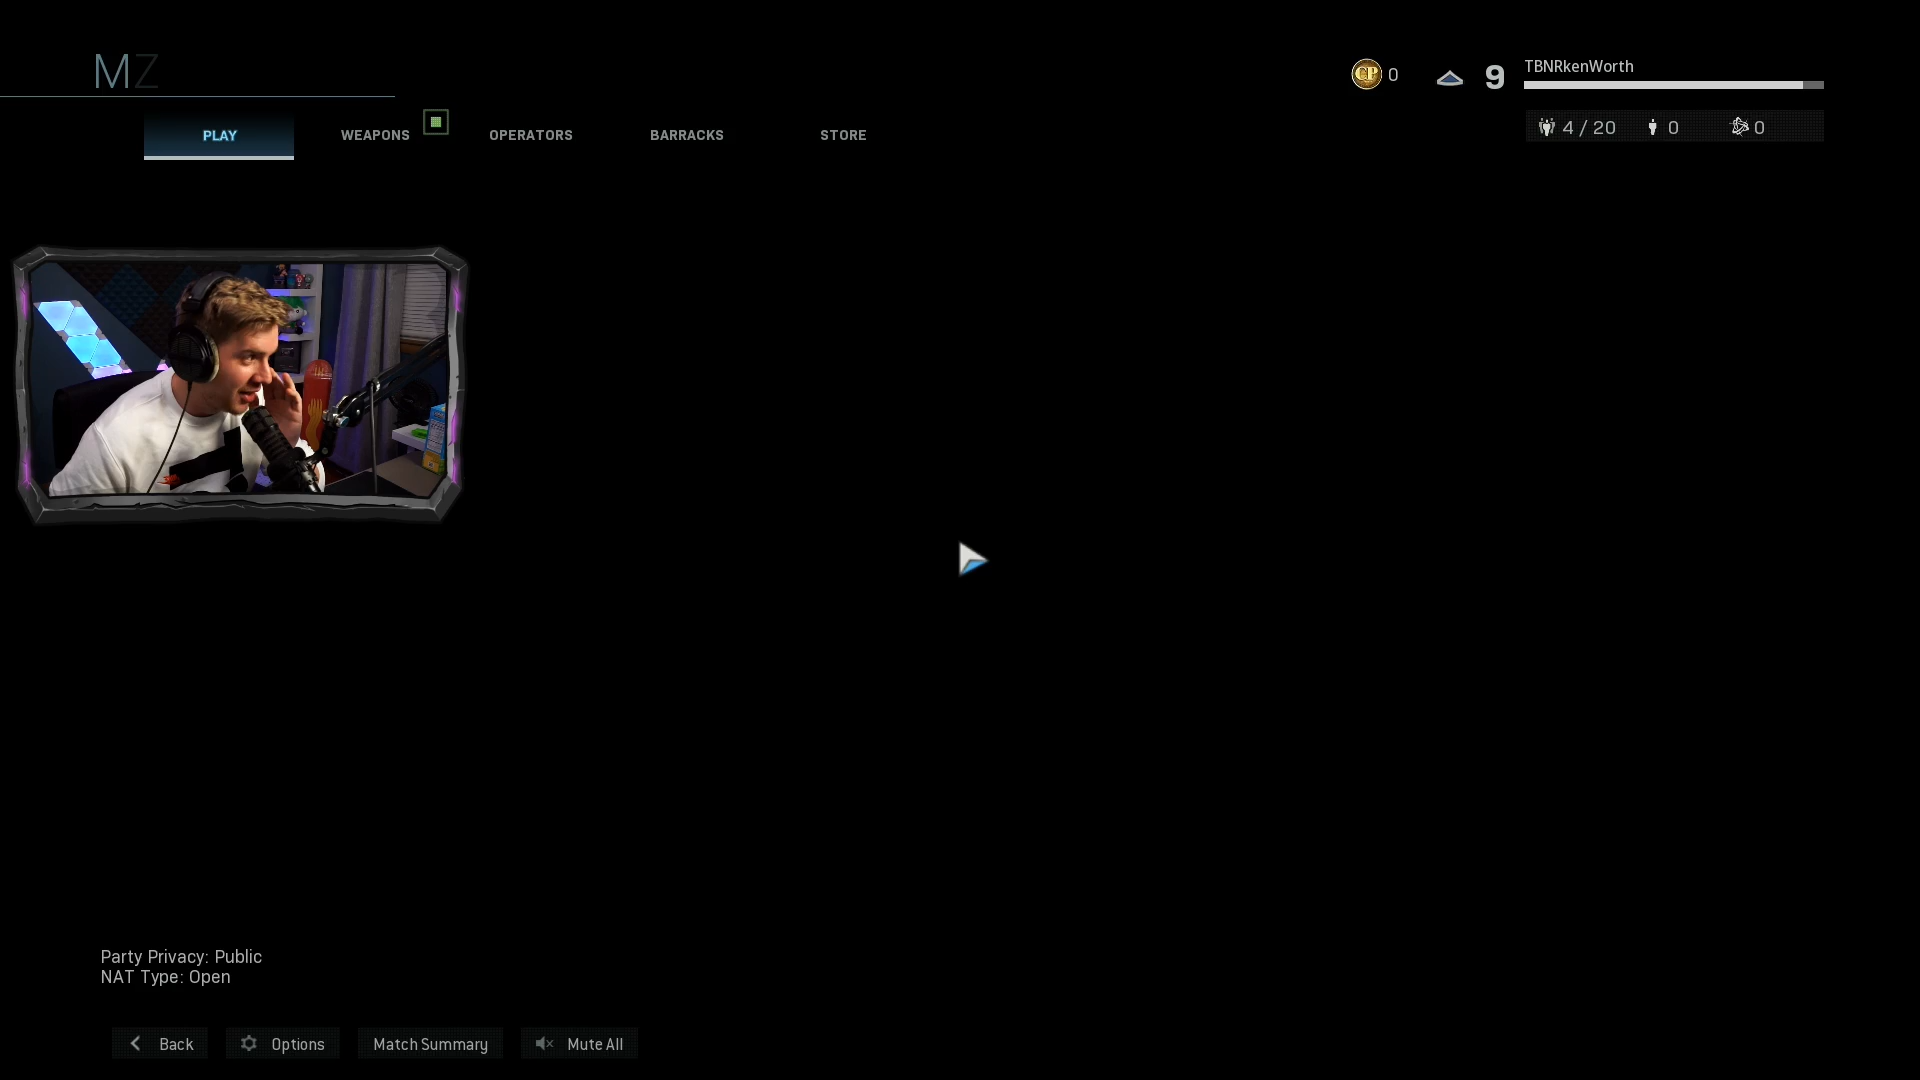 MZ
CP 0
9
TBNRkenWorth
4 / 20 0 0
PLAY WEAPONS OPERATORS BARRACKS STORE
Party Privacy: Public
NAT Type: Open
Back Options Match Summary Mute All